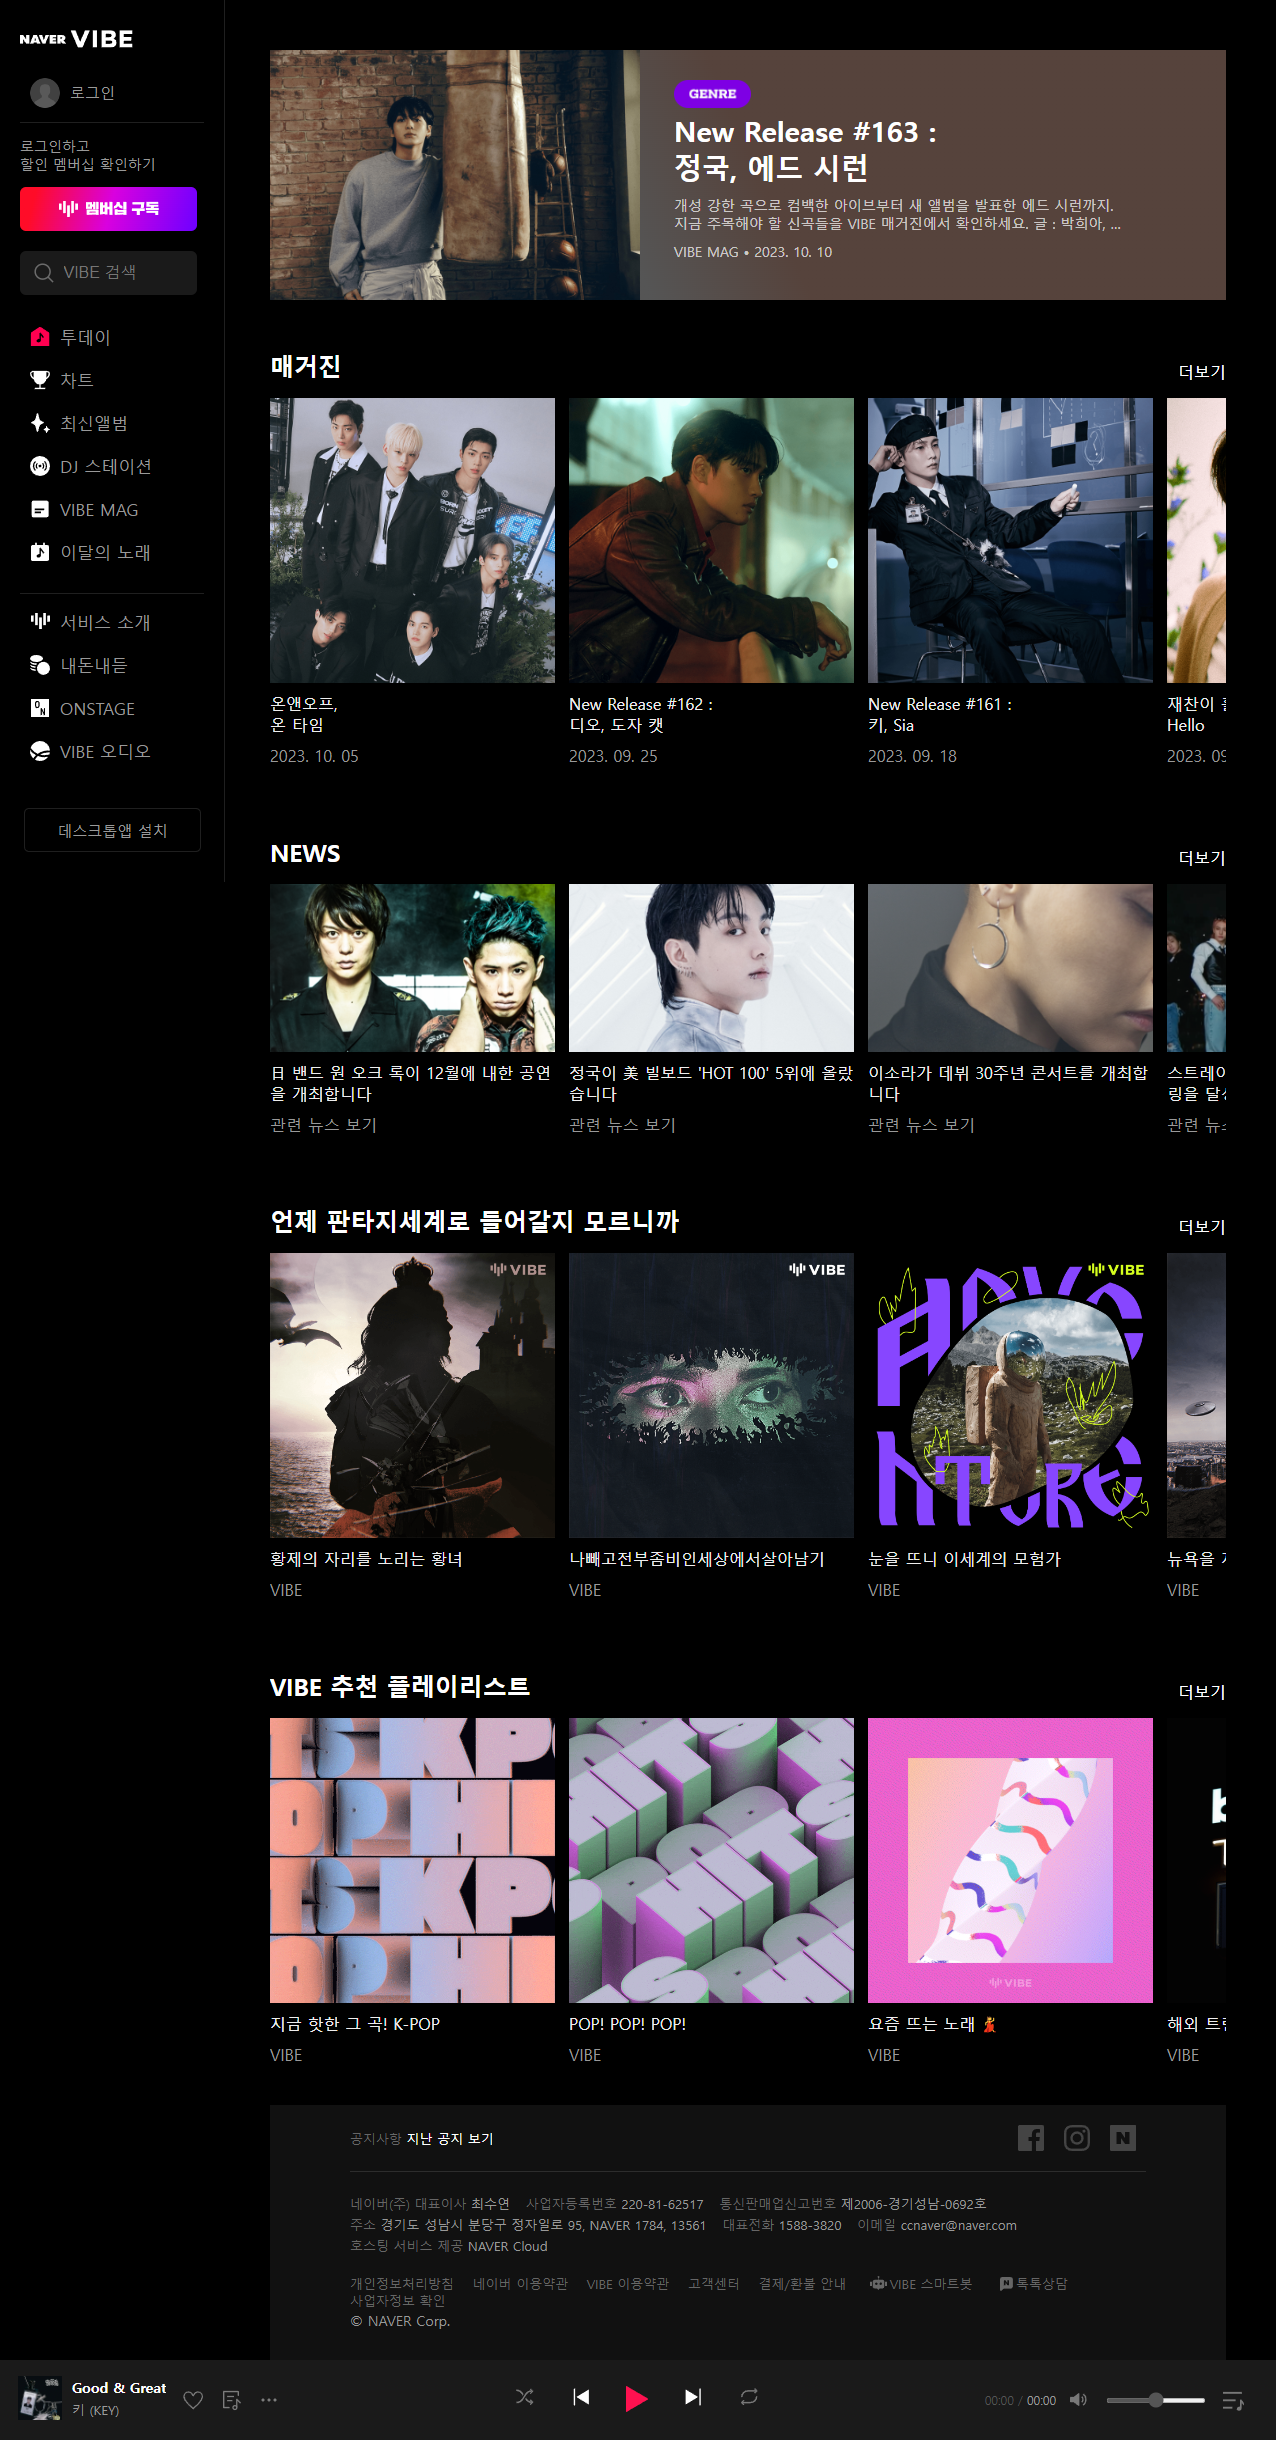 NAVER VIBE
로그인
로그인하고
할인 멤버십 확인하기
멤버십 구독
VIBE 검색
투데이
차트
최신앨범
DJ 스테이션
VIBE MAG
이달의 노래
서비스 소개
내돈내듣
ONSTAGE
VIBE 오디오
데스크톱앱 설치
GENRE
New Release #163 :
정국, 에드 시런
개성 강한 곡으로 컴백한 아이브부터 새 앨범을 발표한 에드 시런까지.
지금 주목해야 할 신곡들을 VIBE 매거진에서 확인하세요. 글 : 박희아, ...
VIBE MAG • 2023. 10. 10
매거진
더보기
온앤오프,
온 타임
2023. 10. 05
New Release #162 :
디오, 도자 캣
2023. 09. 25
New Release #161 :
키, Sia
2023. 09. 18
재찬이
Hello
2023. 09
NEWS
더보기
日 밴드 원 오크 록이 12월에 내한 공연
을 개최합니다
관련 뉴스 보기
정국이 美 빌보드 'HOT 100' 5위에 올랐
습니다
관련 뉴스 보기
이소라가 데뷔 30주년 콘서트를 개최합
니다
관련 뉴스 보기
스트레이
링을
관련 뉴스
언제 판타지세계로 들어갈지 모르니까
더보기
VIBE
VIBE
VIBE
황제의 자리를 노리는 황녀
VIBE
나빼고전부좀비인세상에서살아남기
VIBE
눈을 뜨니 이세계의 모험가
VIBE
뉴욕을
VIBE
VIBE 추천 플레이리스트
더보기
VIBE
지금 핫한 그 곡! K-POP
VIBE
POP! POP! POP!
VIBE
요즘 뜨는 노래 💃
VIBE
해외
VIBE
공지사항 지난 공지 보기
네이버(주) 대표이사 최수연 사업자등록번호 220-81-62517 통신판매업신고번호 제2006-경기성남-0692호
주소 경기도 성남시 분당구 정자일로 95, NAVER 1784, 13561 대표전화 1588-3820 이메일 ccnaver@naver.com
호스팅 서비스 제공 NAVER Cloud
개인정보처리방침 네이버 이용약관 VIBE 이용약관 고객센터 결제/환불 안내 VIBE 스마트봇 톡톡상담
사업자정보 확인
© NAVER Corp.
Good & Great
키 (KEY)
00:00 / 00:00